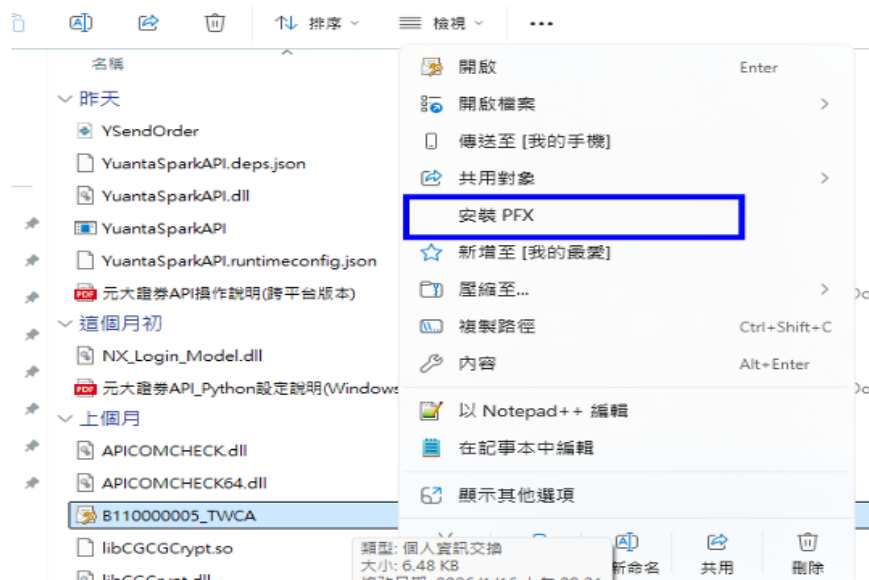 排序
檢視
名稱
昨天
YSendOrder
YuantaSparkAPI.deps.json
YuantaSparkAPI.dll
YuantaSparkAPI
YuantaSparkAPI.runtimeconfig.json
元大證券API操作說明(跨平台版本)
這個月初
NX_Login_Model.dll
元大證券API_Python設定說明(Windows
上個月
APICOMCHECK.dll
APICOMCHECK64.dll
B110000005_TWCA
libCGCGCrypt.so
libCGCrypt.dll
開啟 Enter
開啟檔案
傳送至 [我的手機]
共用對象
安裝 PFX
新增至 [我的最愛]
壓縮至...
複製路徑 Ctrl+Shift+C
內容 Alt+Enter
以 Notepad++ 編輯
在記事本中編輯
顯示其他選項
新命名
共用
刪除
類型: 個人資訊交換
大小: 6.48 KB